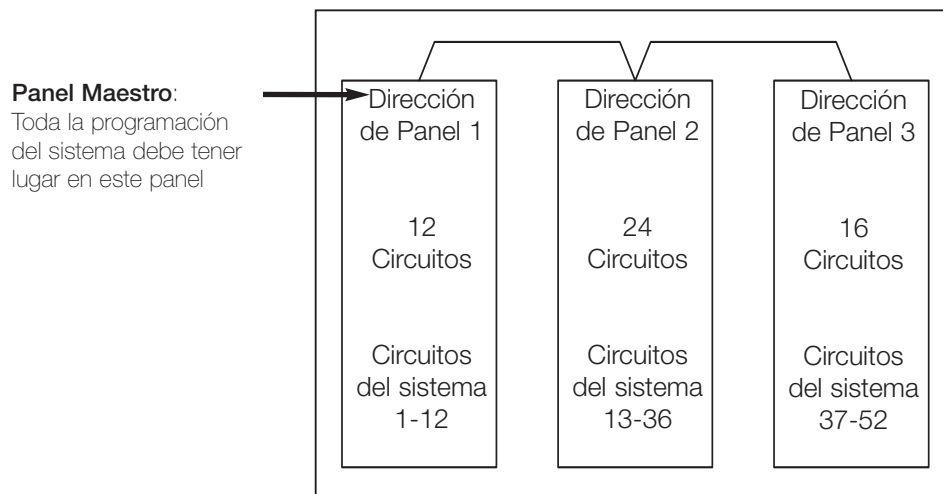 Panel Maestro:
Toda la programación
del sistema debe tener
lugar en este panel
Dirección
de Panel 1
12
Circuitos
Circuitos
del sistema
1-12
Dirección
de Panel 2
24
Circuitos
Circuitos
del sistema
13-36
Dirección
de Panel 3
16
Circuitos
Circuitos
del sistema
37-52